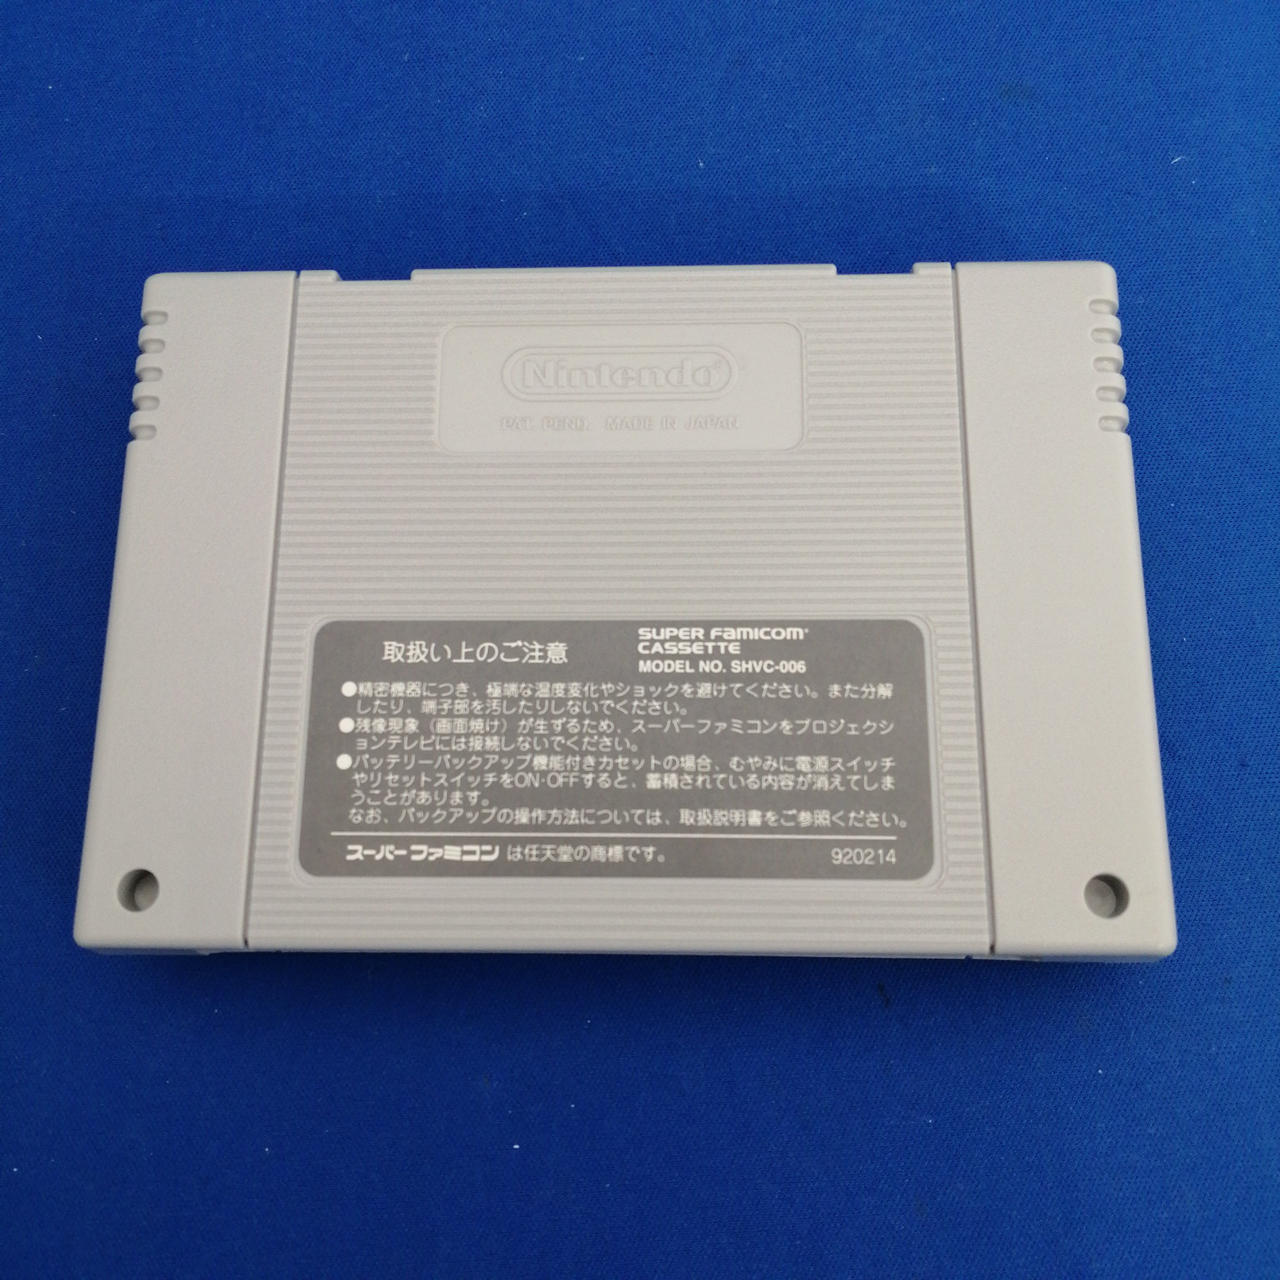 Nintendo®
PAT. PEND. MADE IN JAPAN
取扱い上のご注意
SUPER FAMICOM®
CASSETTE
MODEL NO. SHVC-006
●精密機器につき、極端な温度変化やショックを避けてください。また分解
したり、端子部を汚したりしないでください。
●残像現象（画面焼け）が生ずるため、スーパーファミコンをプロジェクシ
ョンテレビには接続しないでください。
●バッテリーバックアップ機能付きカセットの場合、むやみに電源スイッチ
やリセットスイッチをON・OFFすると、蓄積されている内容が消えてしま
うことがあります。
なお、バックアップの操作方法については、取扱説明書をご参照ください。
スーパーファミコン は任天堂の商標です。
920214